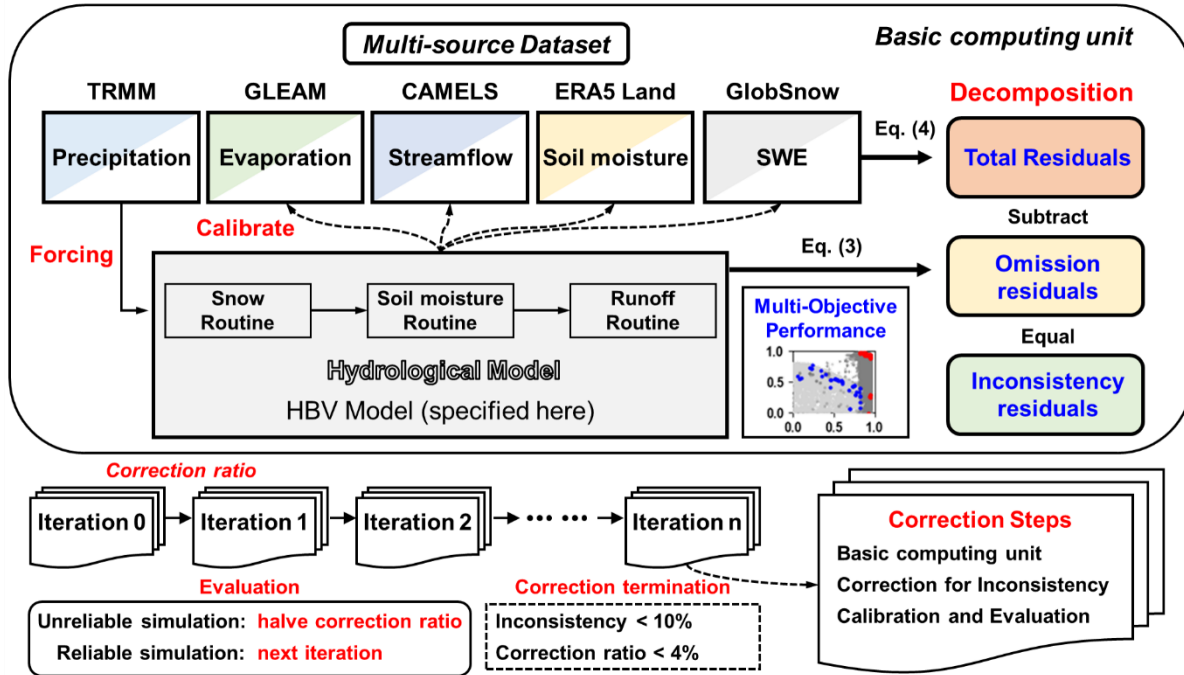 Multi-source Dataset
Basic computing unit
TRMM
GLEAM
CAMELS
ERA5 Land
GlobSnow
Decomposition
Precipitation
Evaporation
Streamflow
Soil moisture
SWE
Eq. (4)
Total Residuals
Calibrate
Subtract
Forcing
Eq. (3)
Omission
residuals
Snow
Routine
Soil moisture
Routine
Runoff
Routine
Multi-Objective
Performance
1.0
0.5
0.0
0.0
0.5
1.0
Equal
Hydrological Model
HBV Model (specified here)
Inconsistency
residuals
Correction ratio
Iteration 0
Iteration 1
Iteration 2
... ...
Iteration n
Correction Steps
Basic computing unit
Correction for Inconsistency
Calibration and Evaluation
Evaluation
Unreliable simulation: halve correction ratio
Reliable simulation: next iteration
Correction termination
Inconsistency < 10%
Correction ratio < 4%